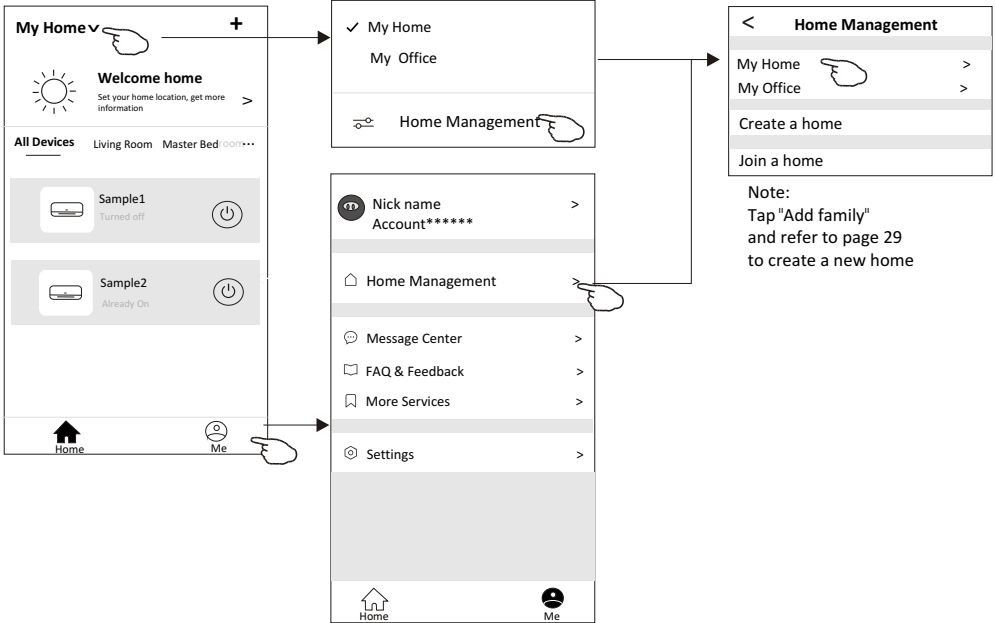 My Home
+
Welcome home
Set your home location, get more
information
>
All Devices Living Room Master Bedroom ...
Sample1
Turned off
Sample2
Already On
Home
Me
✓ My Home
My Office
Home Management
Nick name
>
Account******
Home Management >
Message Center >
FAQ & Feedback >
More Services >
Settings >
Home
Me
< Home Management
My Home >
My Office >
Create a home
Join a home
Note:
Tap "Add family"
and refer to page 29
to create a new home